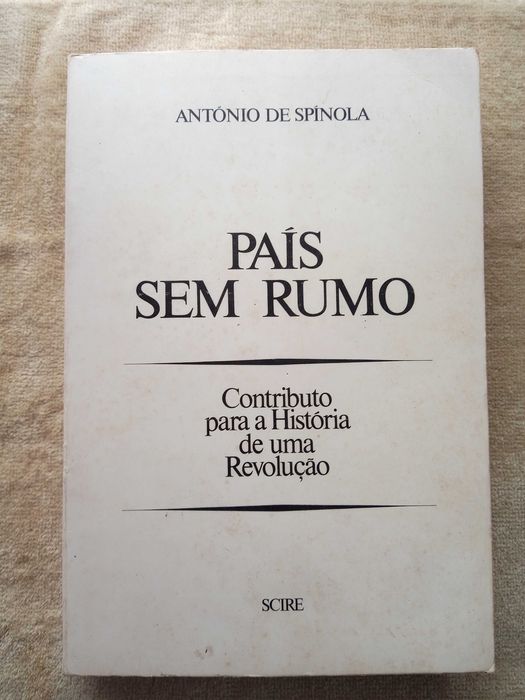 ANTÓNIO DE SPÍNOLA
PAÍS
SEM RUMO
Contributo
para a História
de uma
Revolução
SCIRE